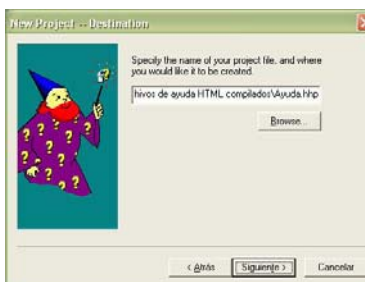 New Project -- Destination
Specify the name of your project file, and where
you would like it to be created.
hivos de ayuda HTML compilados\Ayuda.hhp
Browse...
< Atrás
Siguiente >
Cancelar